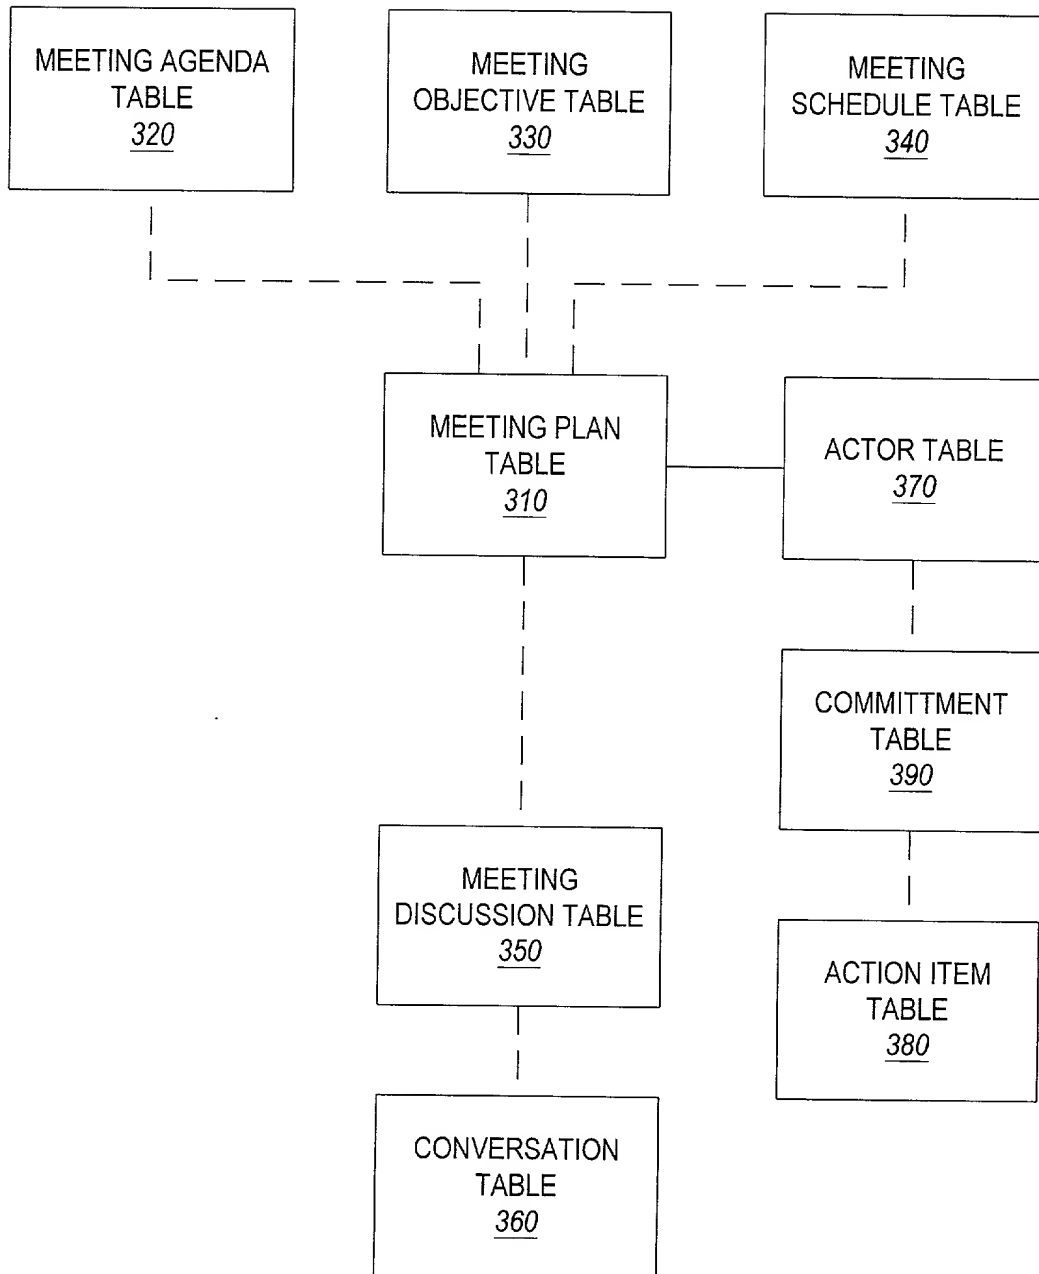 MEETING AGENDA
TABLE
320
MEETING
OBJECTIVE TABLE
330
MEETING
SCHEDULE TABLE
340
MEETING PLAN
TABLE
310
ACTOR TABLE
370
COMMITTMENT
TABLE
390
MEETING
DISCUSSION TABLE
350
ACTION ITEM
TABLE
380
CONVERSATION
TABLE
360